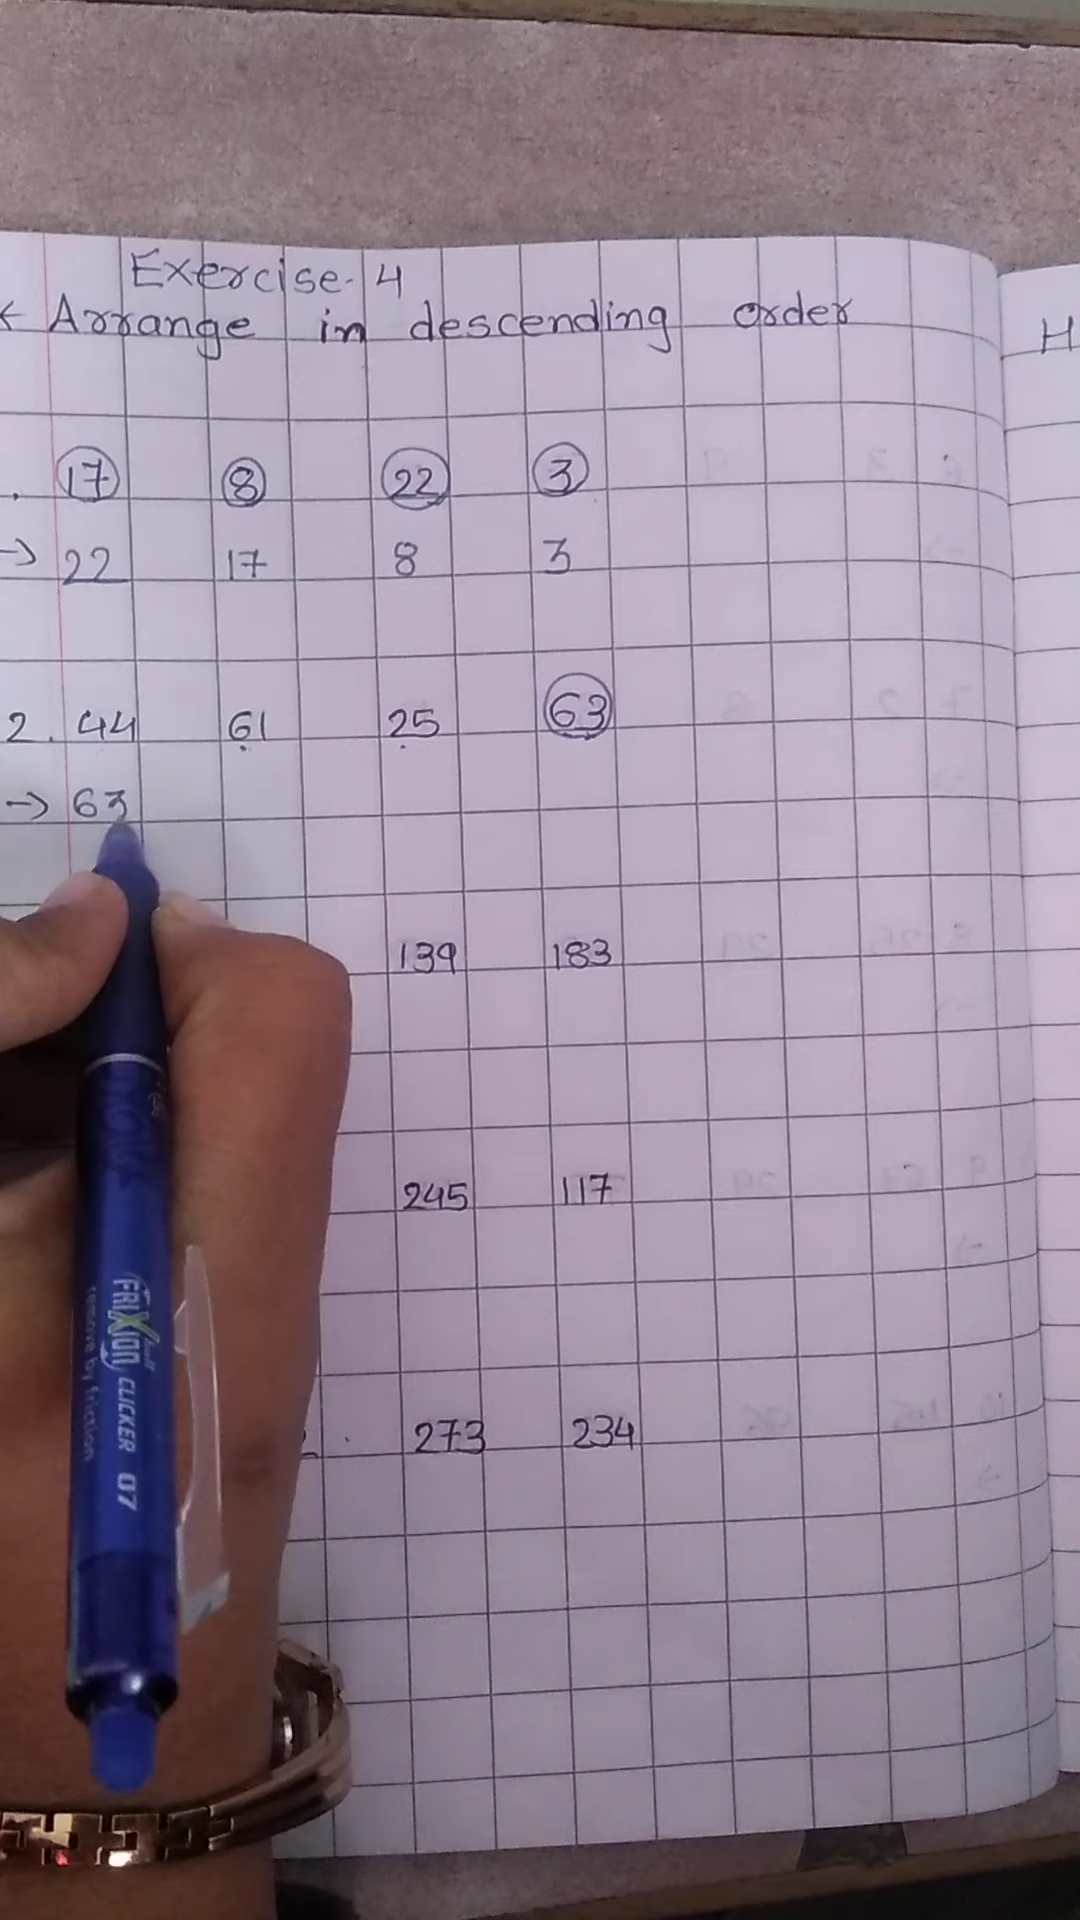 Exercise-4
Arrange in descending order
H
. 17 8 22 3
→ 22 17 8 3
2. 44 61 25 63
→ 63
139 183
245 117
273 234
FRIXION CLICKER 07
remove by friction